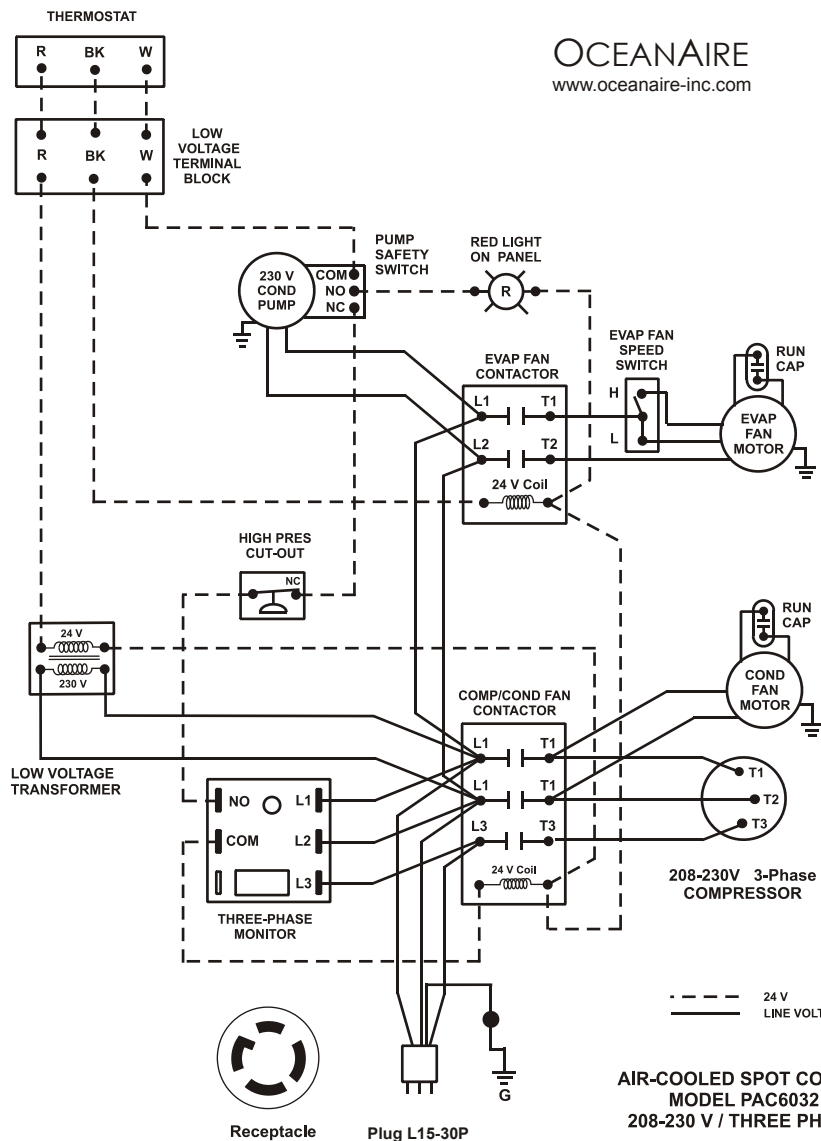 THERMOSTAT
R BK W
OCEANAIRE
www.oceanaire-inc.com
R BK W
LOW
VOLTAGE
TERMINAL
BLOCK
230 V
COND
PUMP
COM
NO
NC
PUMP
SAFETY
SWITCH
RED LIGHT
ON PANEL
R
EVAP FAN
CONTACTOR
L1 T1
L2 T2
24 V Coil
EVAP FAN
SPEED
SWITCH
H
L
RUN
CAP
EVAP
FAN
MOTOR
HIGH PRES
CUT-OUT
NC
24 V
230 V
LOW VOLTAGE
TRANSFORMER
COMP/COND FAN
CONTACTOR
L1 T1
L1 T1
L3 T3
24 V Coil
RUN
CAP
COND
FAN
MOTOR
T1
T2
T3
208-230V 3-Phase
COMPRESSOR
NO L1
COM L2
L3
THREE-PHASE
MONITOR
24 V
LINE VOLT
G
Receptacle
Plug L15-30P
AIR-COOLED SPOT CO
MODEL PAC6032
208-230 V / THREE PH